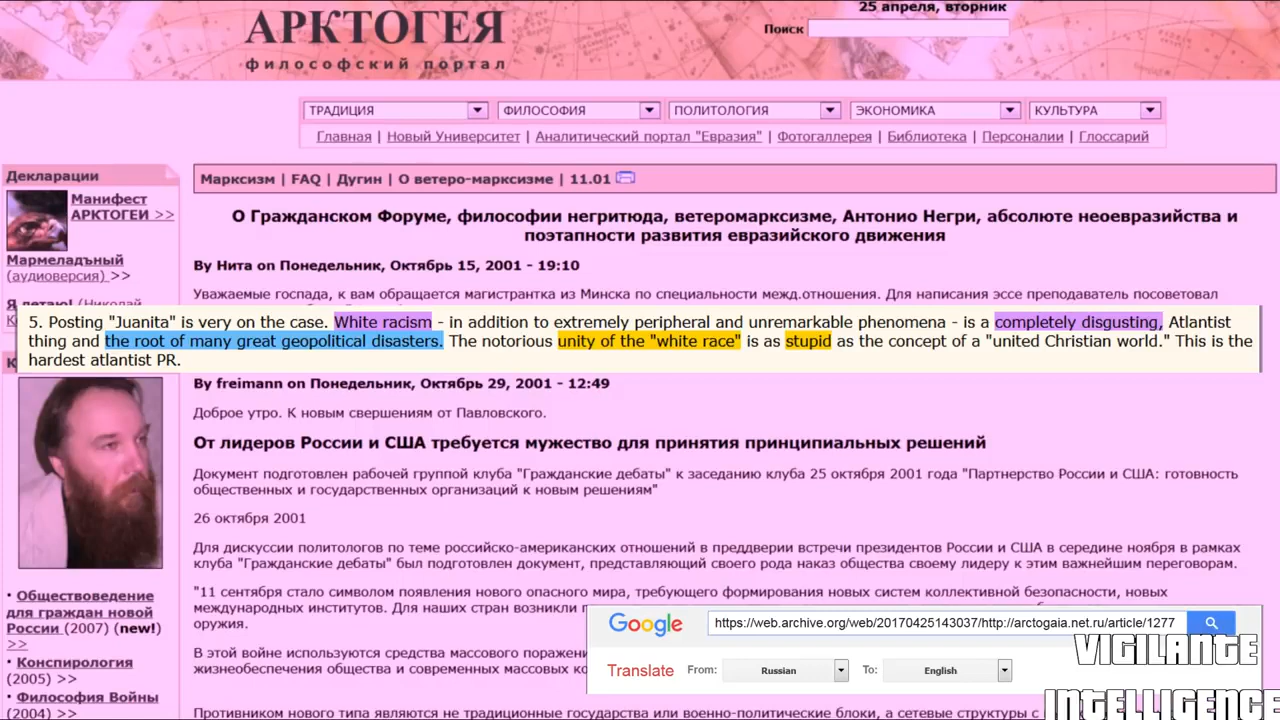 25 апреля, вторник
АРКТОГЕЯ
философский портал
Поиск
ТРАДИЦИЯ
ФИЛОСОФИЯ
ПОЛИТОЛОГИЯ
ЭКОНОМИКА
КУЛЬТУРА
Главная | Новый Университет | Аналитический портал "Евразия" | Фотогаллерея | Библиотека | Персоналии | Глоссарий
Декларации
Манифест
АРКТОГЕИ >>
Мармеладъный
(аудиоверсия) >>
Марксизм | FAQ | Дугин | О ветеро-марксизме | 11.01
О Гражданском Форуме, философии негритюда, ветеромарксизме, Антонио Негри, абсолюте неоевразийства и
поэтапности развития евразийского движения
By Нита on Понедельник, Октябрь 15, 2001 - 19:10
Уважаемые господа, к вам обращается магистрантка из Минска по специальности межд.отношения. Для написания эссе преподаватель посоветовал
5. Posting "Juanita" is very on the case. White racism - in addition to extremely peripheral and unremarkable phenomena - is a completely disgusting, Atlantist
thing and the root of many great geopolitical disasters. The notorious unity of the "white race" is as stupid as the concept of a "united Christian world." This is the
hardest atlantist PR.
By freimann on Понедельник, Октябрь 29, 2001 - 12:49
Доброе утро. К новым свершениям от Павловского.
От лидеров России и США требуется мужество для принятия принципиальных решений
Документ подготовлен рабочей группой клуба "Гражданские дебаты" к заседанию клуба 25 октября 2001 года "Партнерство России и США: готовность
общественных и государственных организаций к новым решениям"
26 октября 2001
Для дискуссии политологов по теме российско-американских отношений в преддверии встречи президентов России и США в середине ноября в рамках
клуба "Гражданские дебаты" был подготовлен документ, представляющий своего рода наказ общества своему лидеру к этим важнейшим переговорам.
"11 сентября стало символом появления нового опасного мира, требующего формирования новых систем коллективной безопасности, новых
международных институтов. Для наших стран возникли
оружия.
В этой войне используются средства массового поражения
жизнеобеспечения общества и современных массовых
Противником нового типа являются не традиционные государства или военно-политические блоки, а сетевые структуры с
• Обществоведение
для граждан новой
России (2007) (new!)
>>
• Конспирология
(2005) >>
• Философия Войны
(2004) >>
Google
https://web.archive.org/web/20170425143037/http://arctogaia.net.ru/article/1277
Translate From: Russian To: English
VIGILANTE
INTELLIGENCE